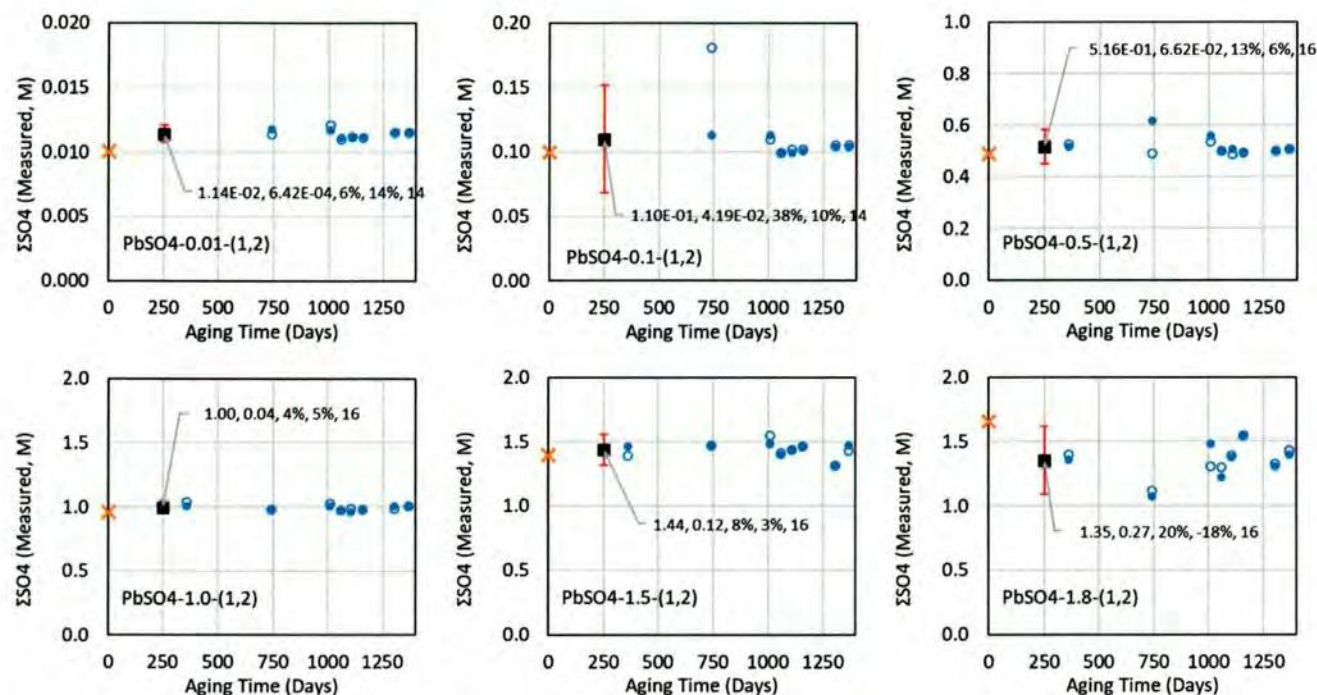 ΣSO4 (Measured, M)
0.020
0.015
0.010
0.005
0.000
1.14E-02, 6.42E-04, 6%, 14%, 14
PbSO4-0.01-(1,2)
0 250 500 750 1000 1250
Aging Time (Days)
ΣSO4 (Measured, M)
0.20
0.15
0.10
0.05
0.00
1.10E-01, 4.19E-02, 38%, 10%, 14
PbSO4-0.1-(1,2)
0 250 500 750 1000 1250
Aging Time (Days)
ΣSO4 (Measured, M)
1.0
0.8
0.6
0.4
0.2
0.0
5.16E-01, 6.62E-02, 13%, 6%, 16
PbSO4-0.5-(1,2)
0 250 500 750 1000 1250
Aging Time (Days)
ΣSO4 (Measured, M)
2.0
1.5
1.0
0.5
0.0
1.00, 0.04, 4%, 5%, 16
PbSO4-1.0-(1,2)
0 250 500 750 1000 1250
Aging Time (Days)
ΣSO4 (Measured, M)
2.0
1.5
1.0
0.5
0.0
1.44, 0.12, 8%, 3%, 16
PbSO4-1.5-(1,2)
0 250 500 750 1000 1250
Aging Time (Days)
ΣSO4 (Measured, M)
2.0
1.5
1.0
0.5
0.0
1.35, 0.27, 20%, -18%, 16
PbSO4-1.8-(1,2)
0 250 500 750 1000 1250
Aging Time (Days)